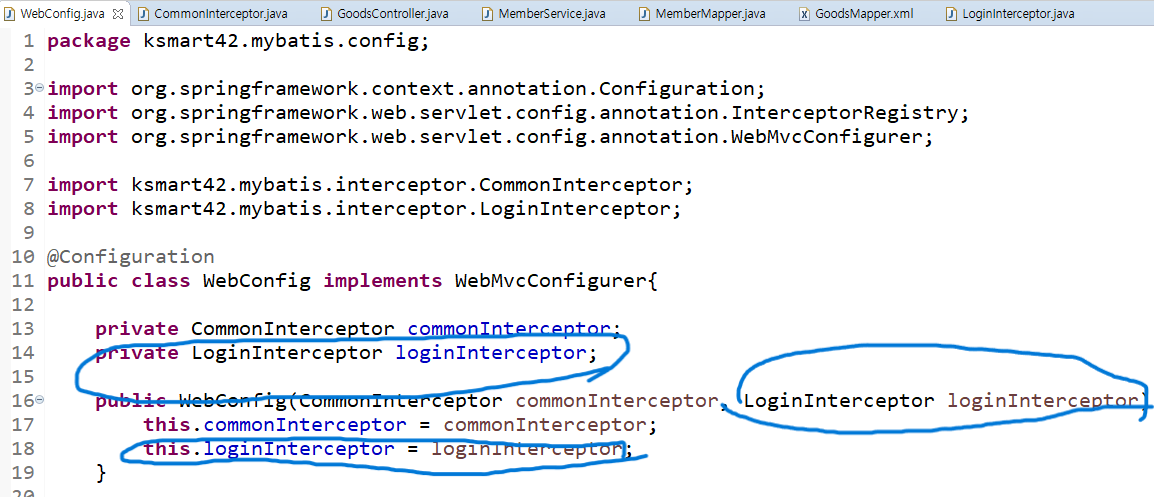 WebConfig.java CommonInterceptor.java GoodsController.java MemberService.java MemberMapper.java GoodsMapper.xml LoginInterceptor.java
1 package ksmart42.mybatis.config;
2
3 import org.springframework.context.annotation.Configuration;
4 import org.springframework.web.servlet.config.annotation.InterceptorRegistry;
5 import org.springframework.web.servlet.config.annotation.WebMvcConfigurer;
6
7 import ksmart42.mybatis.interceptor.CommonInterceptor;
8 import ksmart42.mybatis.interceptor.LoginInterceptor;
9
10 @Configuration
11 public class WebConfig implements WebMvcConfigurer{
12
13 private CommonInterceptor commonInterceptor;
14 private LoginInterceptor loginInterceptor;
15
16 public WebConfig(CommonInterceptor commonInterceptor, LoginInterceptor loginInterceptor)
17 this.commonInterceptor = commonInterceptor;
18 this.loginInterceptor = loginInterceptor;
19 }
20